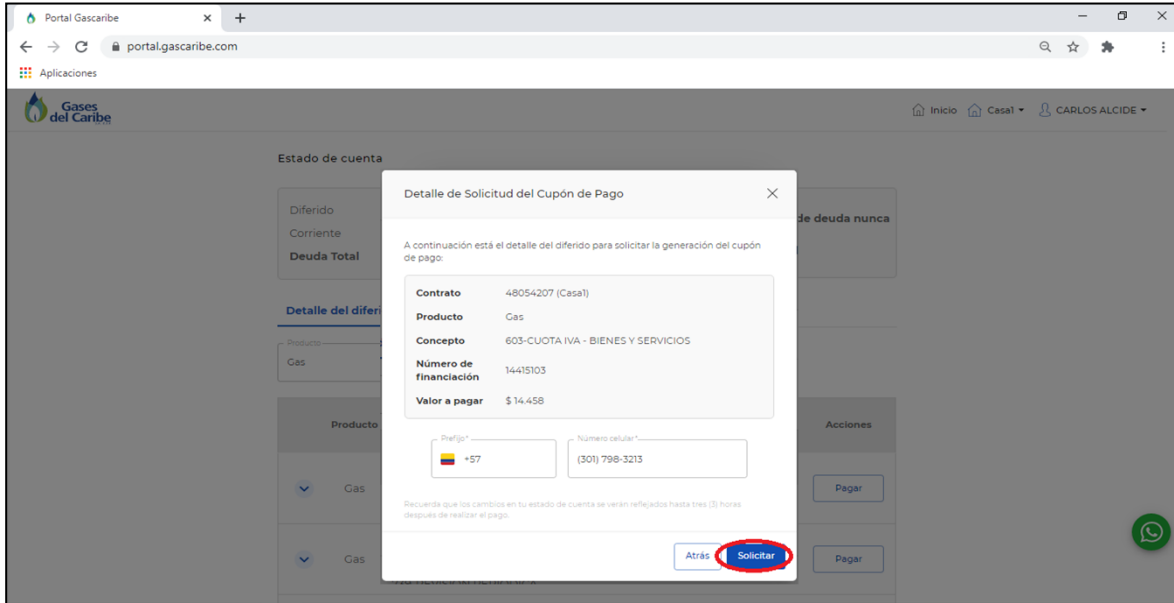 Portal Gascaribe
portal.gascaribe.com
Aplicaciones
Gases
del Caribe
Inicio Casa1 CARLOS ALCIDE
Estado de cuenta
Diferido
Corriente
Deuda Total
de deuda nunca
Detalle del diferi
Producto
Gas
Producto
Acciones
Gas
Pagar
Gas
Pagar
Detalle de Solicitud del Cupón de Pago
A continuación está el detalle del diferido para solicitar la generación del cupón
de pago:
Contrato 48054207 (Casa1)
Producto Gas
Concepto 603-CUOTA IVA - BIENES Y SERVICIOS
Número de
financiación 14415103
Valor a pagar $ 14.458
Prefijo* Número celular*
+57 (301) 798-3213
Recuerda que los cambios en tu estado de cuenta se verán reflejados hasta tres (3) horas
después de realizar el pago.
Atrás Solicitar